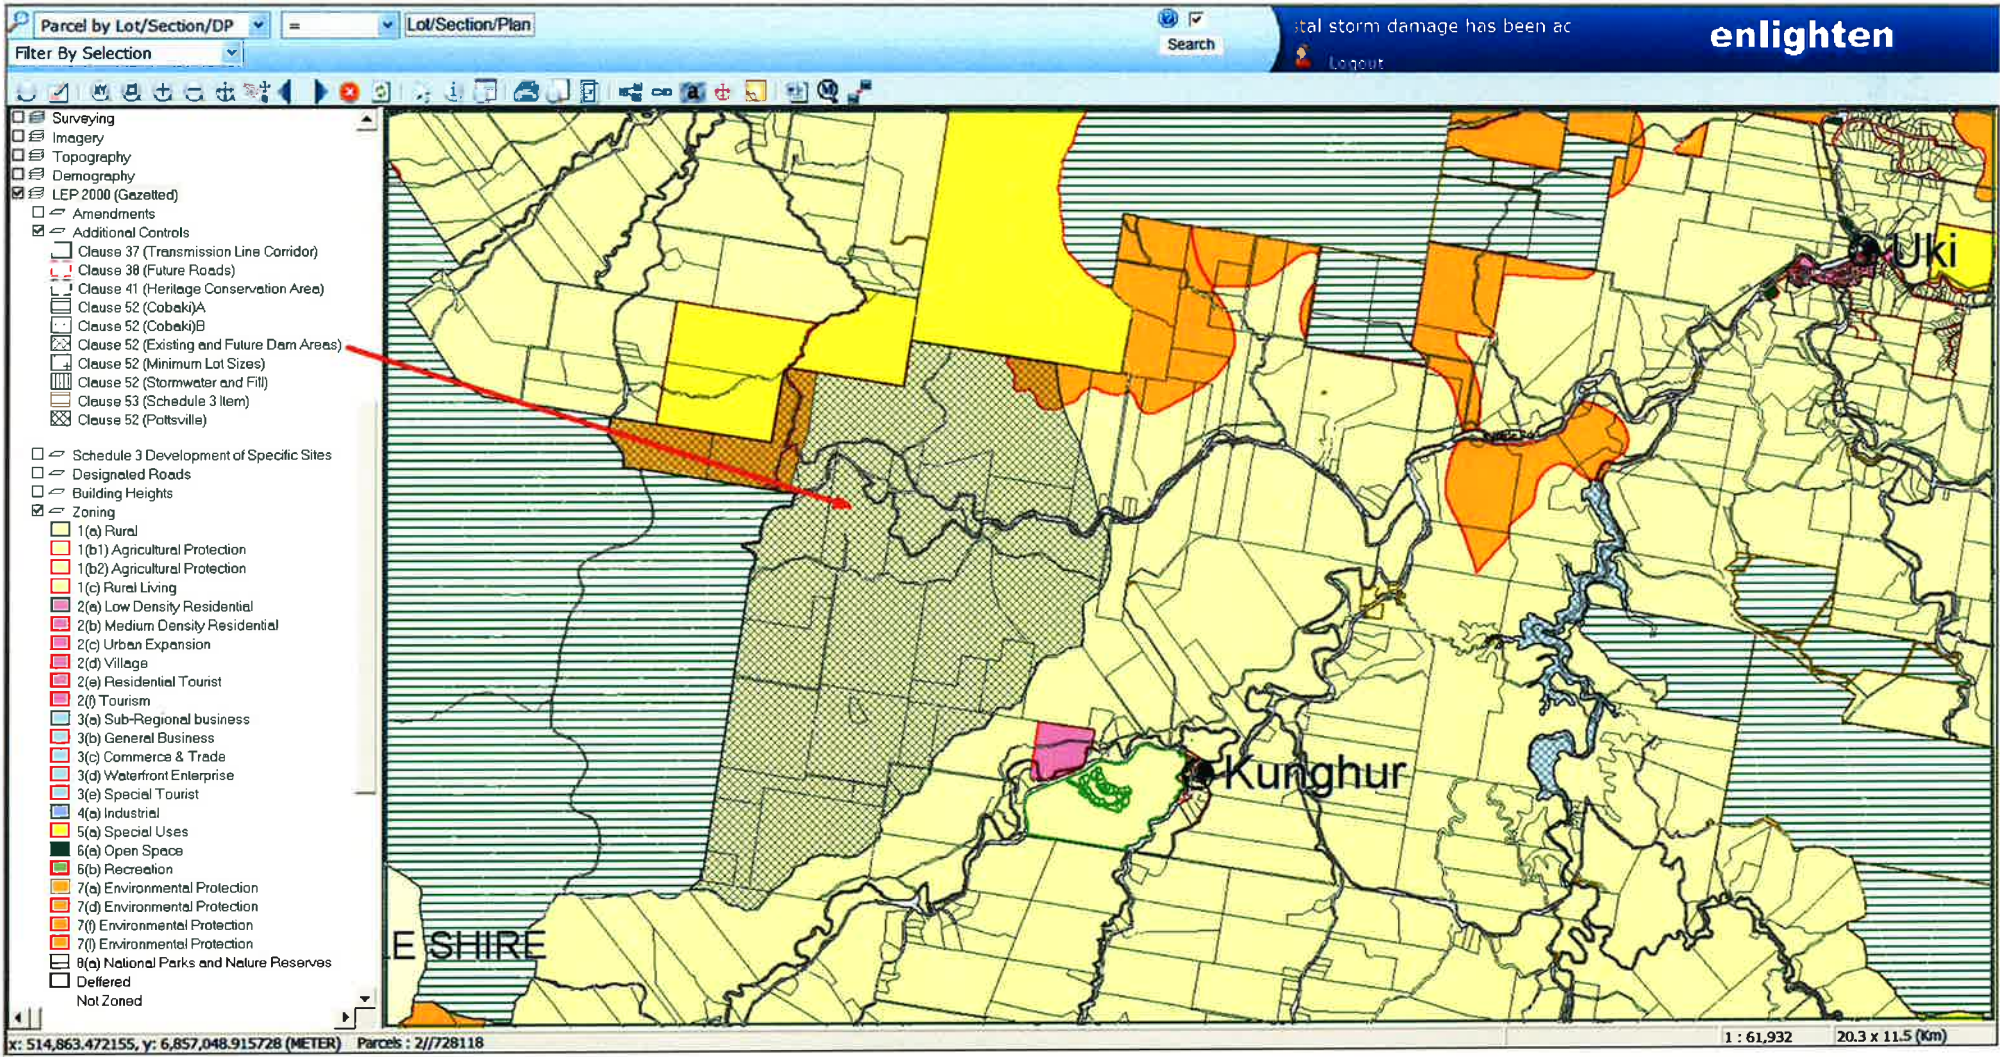 Parcel by Lot/Section/DP
=
Lot/Section/Plan
Search
Filter By Selection
:tal storm damage has been ac
Logout
enlighten
Surveying
Imagery
Topography
Demography
LEP 2000 (Gazetted)
Amendments
Additional Controls
Clause 37 (Transmission Line Corridor)
Clause 38 (Future Roads)
Clause 41 (Heritage Conservation Area)
Clause 52 (Cobaki)A
Clause 52 (Cobaki)B
Clause 52 (Existing and Future Dam Areas)
Clause 52 (Minimum Lot Sizes)
Clause 52 (Stormwater and Fill)
Clause 53 (Schedule 3 Item)
Clause 52 (Pottsville)
Schedule 3 Development of Specific Sites
Designated Roads
Building Heights
Zoning
1(a) Rural
1(b1) Agricultural Protection
1(b2) Agricultural Protection
1(c) Rural Living
2(a) Low Density Residential
2(b) Medium Density Residential
2(c) Urban Expansion
2(d) Village
2(e) Residential Tourist
2(f) Tourism
3(a) Sub-Regional business
3(b) General Business
3(c) Commerce & Trade
3(d) Waterfront Enterprise
3(e) Special Tourist
4(a) Industrial
5(a) Special Uses
6(a) Open Space
6(b) Recreation
7(a) Environmental Protection
7(d) Environmental Protection
7(f) Environmental Protection
7(l) Environmental Protection
8(a) National Parks and Nature Reserves
Deffered
Not Zoned
Uki
Kunghur
E SHIRE
x: 514,863.472155, y: 6,857,048.915728 (METER) Parcels : 2//728118
1 : 61,932
20.3 x 11.5 (Km)